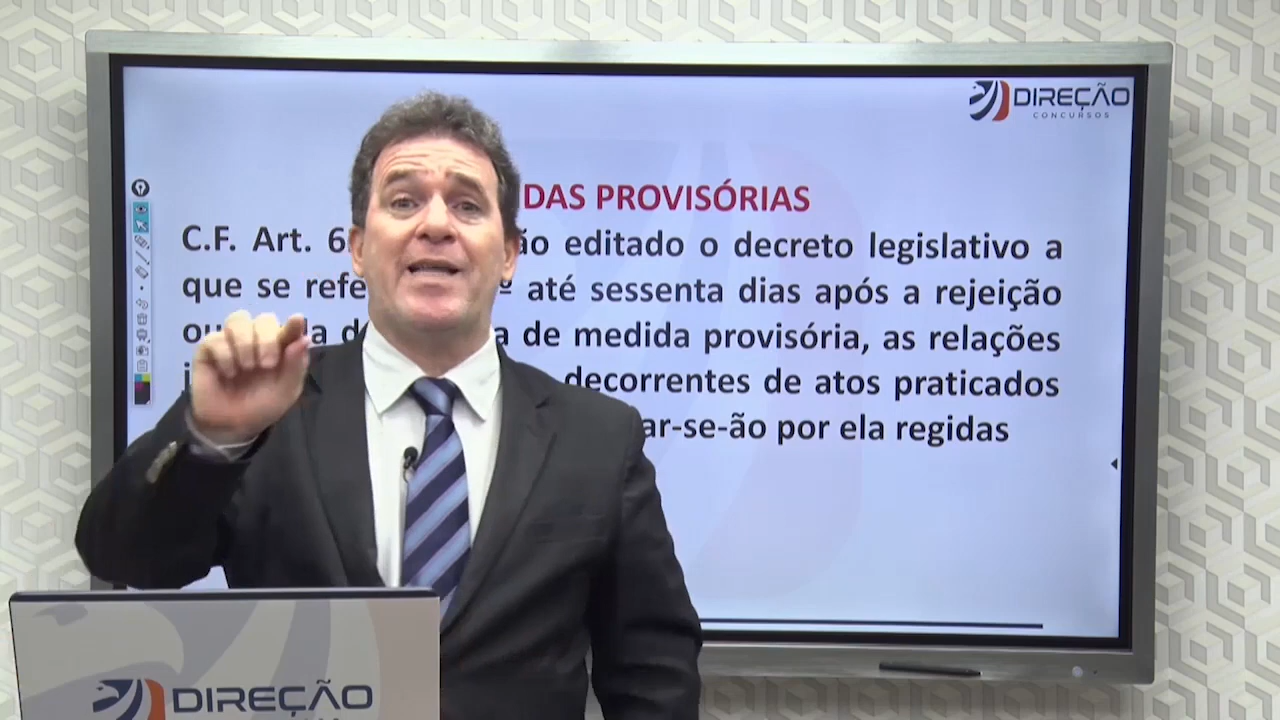 DIREÇÃO
CONCURSOS
DAS PROVISÓRIAS
C.F. Art. 6 ão editado o decreto legislativo a
que se refe º até sessenta dias após a rejeição
ou da d a de medida provisória, as relações
decorrentes de atos praticados
ar-se-ão por ela regidas
DIREÇÃO